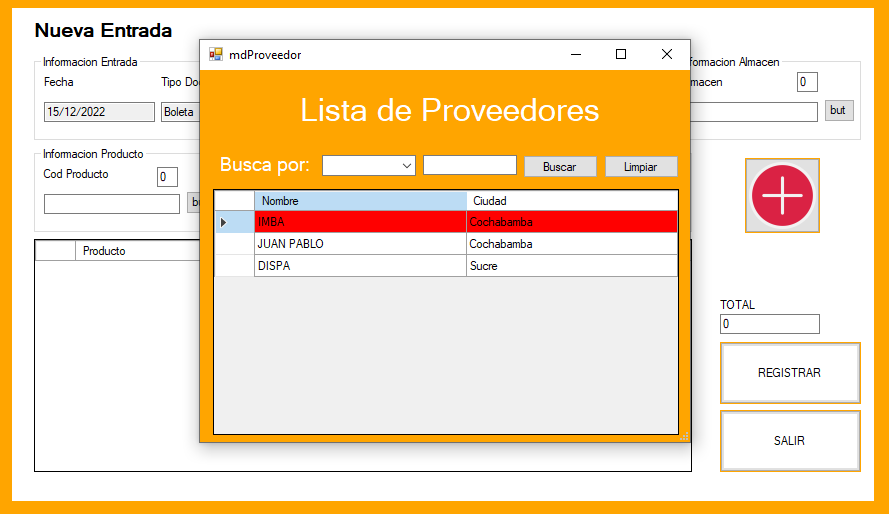 Nueva Entrada
mdProveedor
Informacion Entrada
formacion Almacen
Fecha
Tipo Do
macen
0
15/12/2022
Boleta
but
Lista de Proveedores
Busca por:
Buscar
Limpiar
Informacion Producto
Cod Producto
0
Nombre
Ciudad
IMBA
Cochabamba
JUAN PABLO
Cochabamba
DISPA
Sucre
Producto
TOTAL
0
REGISTRAR
SALIR